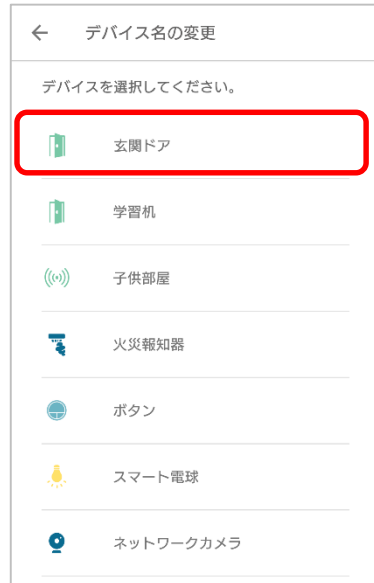 デバイス名の変更
デバイスを選択してください。
玄関ドア
学習机
子供部屋
火災報知器
ボタン
スマート電球
ネットワークカメラ